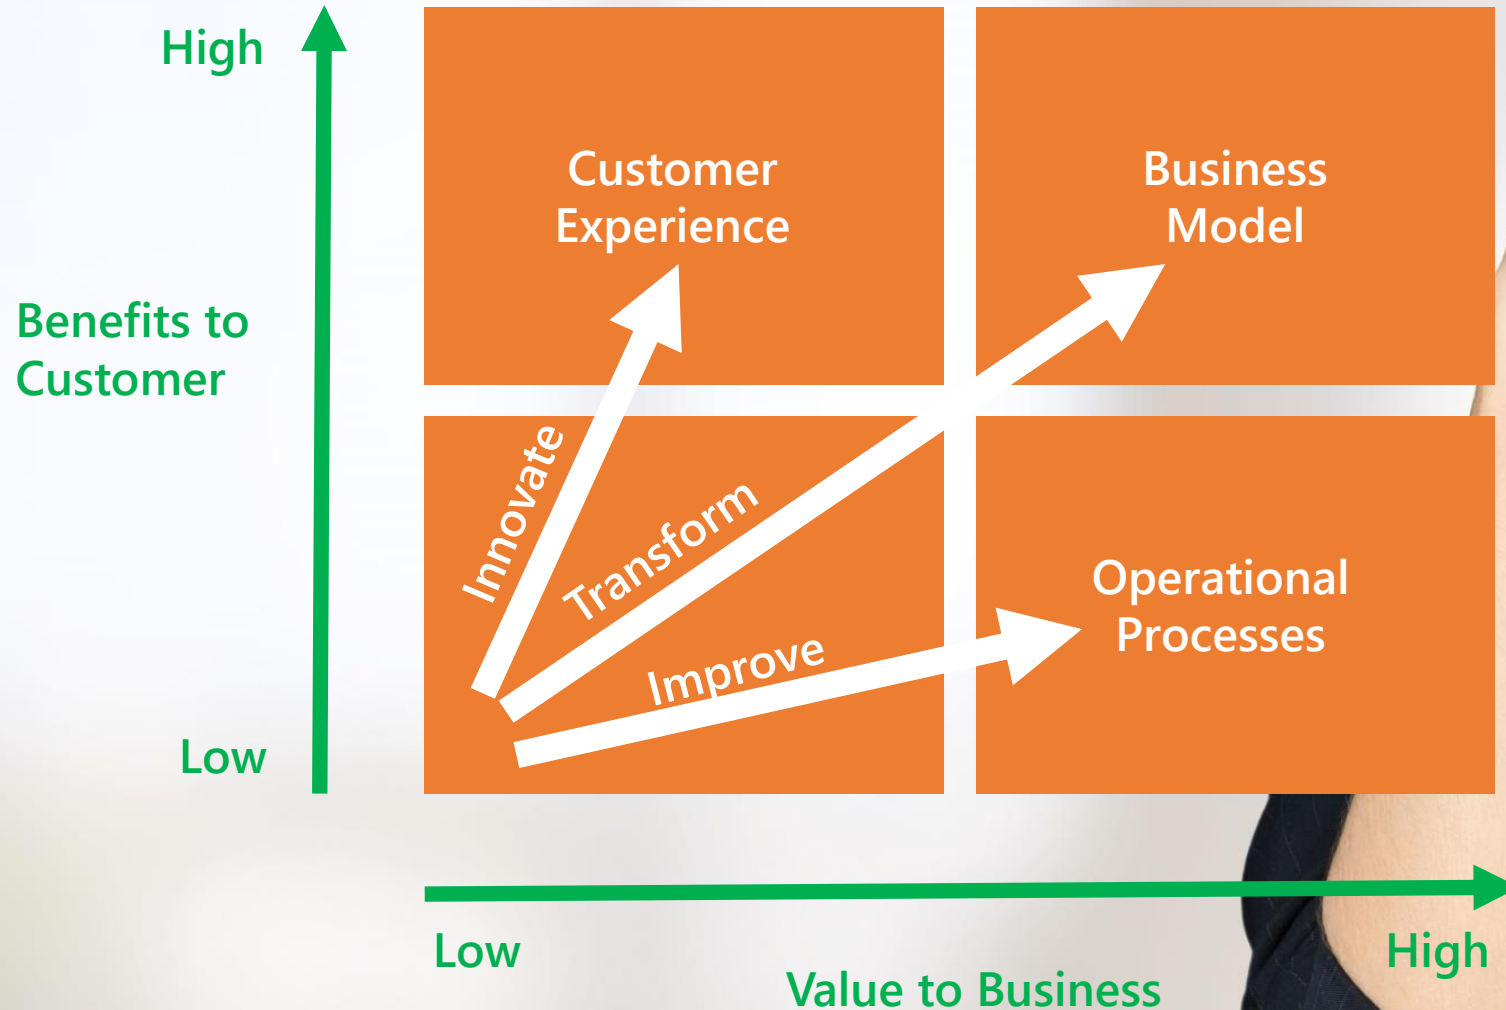 High
Customer
Experience
Business
Model
Benefits to
Customer
Innovate
Transform
Improve
Operational
Processes
Low
Low
High
Value to Business